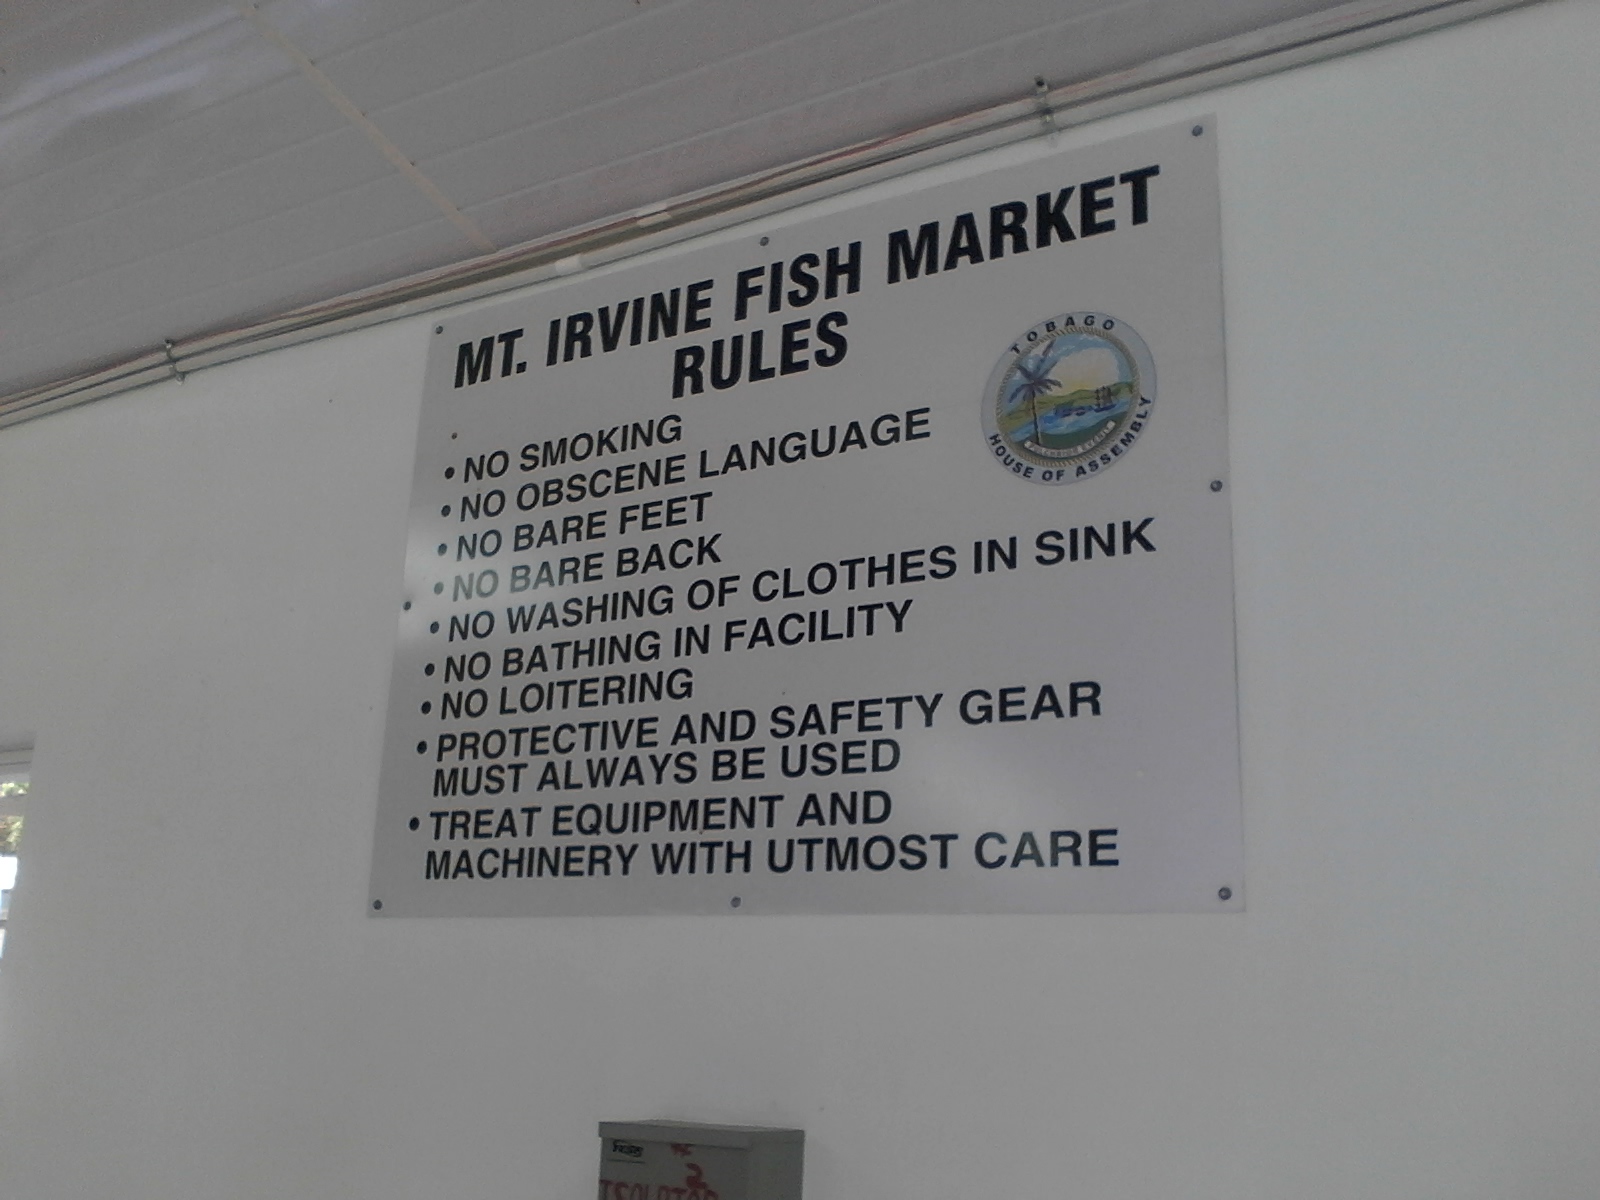 MT. IRVINE FISH MARKET
RULES
TOBAGO
HOUSE OF ASSEMBLY
• NO SMOKING
• NO OBSCENE LANGUAGE
• NO BARE FEET
• NO BARE BACK
• NO WASHING OF CLOTHES IN SINK
• NO BATHING IN FACILITY
• NO LOITERING
• PROTECTIVE AND SAFETY GEAR
MUST ALWAYS BE USED
• TREAT EQUIPMENT AND
MACHINERY WITH UTMOST CARE
# 2